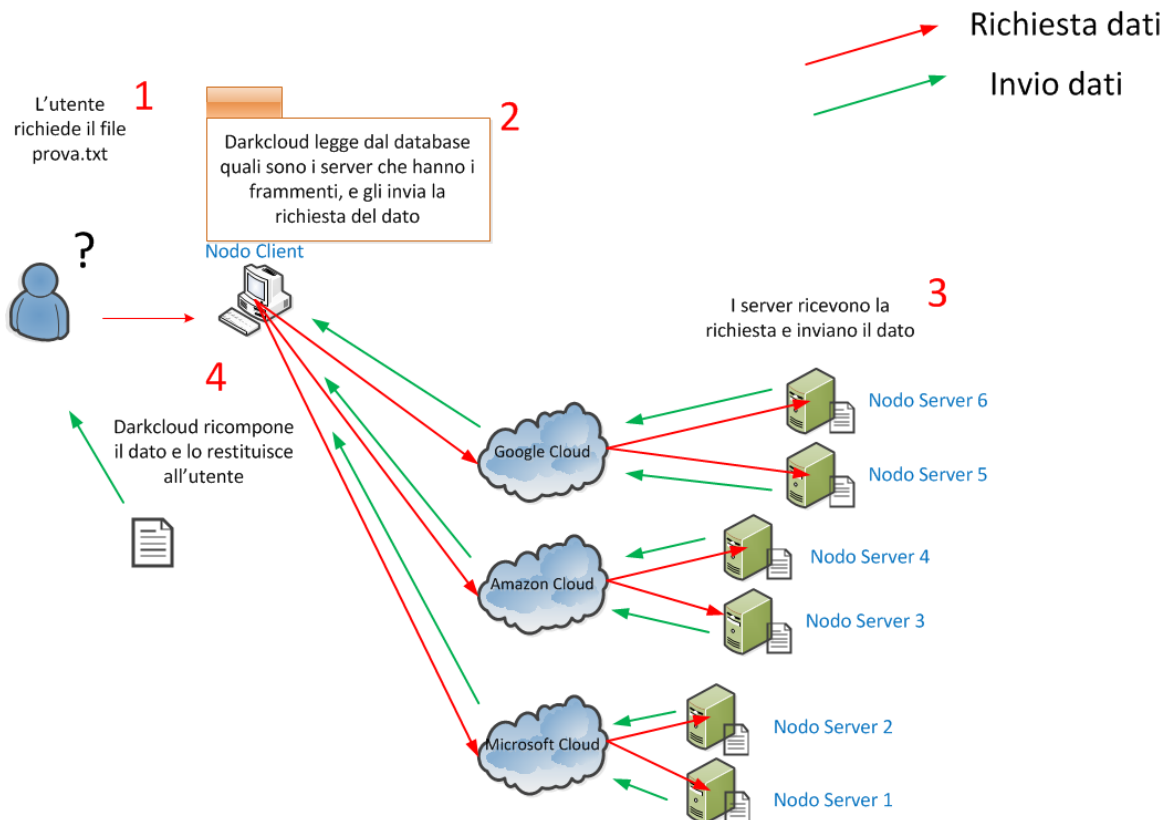 Richiesta dati
Invio dati
1
L'utente
richiede il file
prova.txt
2
Darkcloud legge dal database
quali sono i server che hanno i
frammenti, e gli invia la
richiesta del dato
?
Nodo Client
3
I server ricevono la
richiesta e inviano il dato
4
Darkcloud ricompone
il dato e lo restituisce
all'utente
Google Cloud
Nodo Server 6
Nodo Server 5
Amazon Cloud
Nodo Server 4
Nodo Server 3
Microsoft Cloud
Nodo Server 2
Nodo Server 1